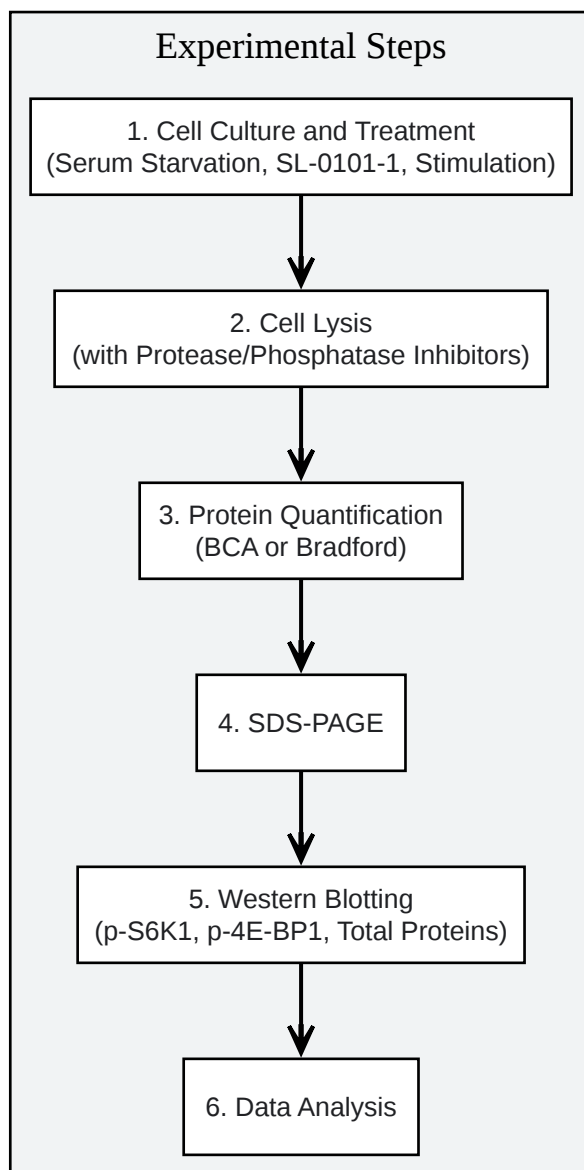 Experimental Steps
1. Cell Culture and Treatment
(Serum Starvation, SL-0101-1, Stimulation)
2. Cell Lysis
(with Protease/Phosphatase Inhibitors)
3. Protein Quantification
(BCA or Bradford)
4. SDS-PAGE
5. Western Blotting
(p-S6K1, p-4E-BP1, Total Proteins)
6. Data Analysis